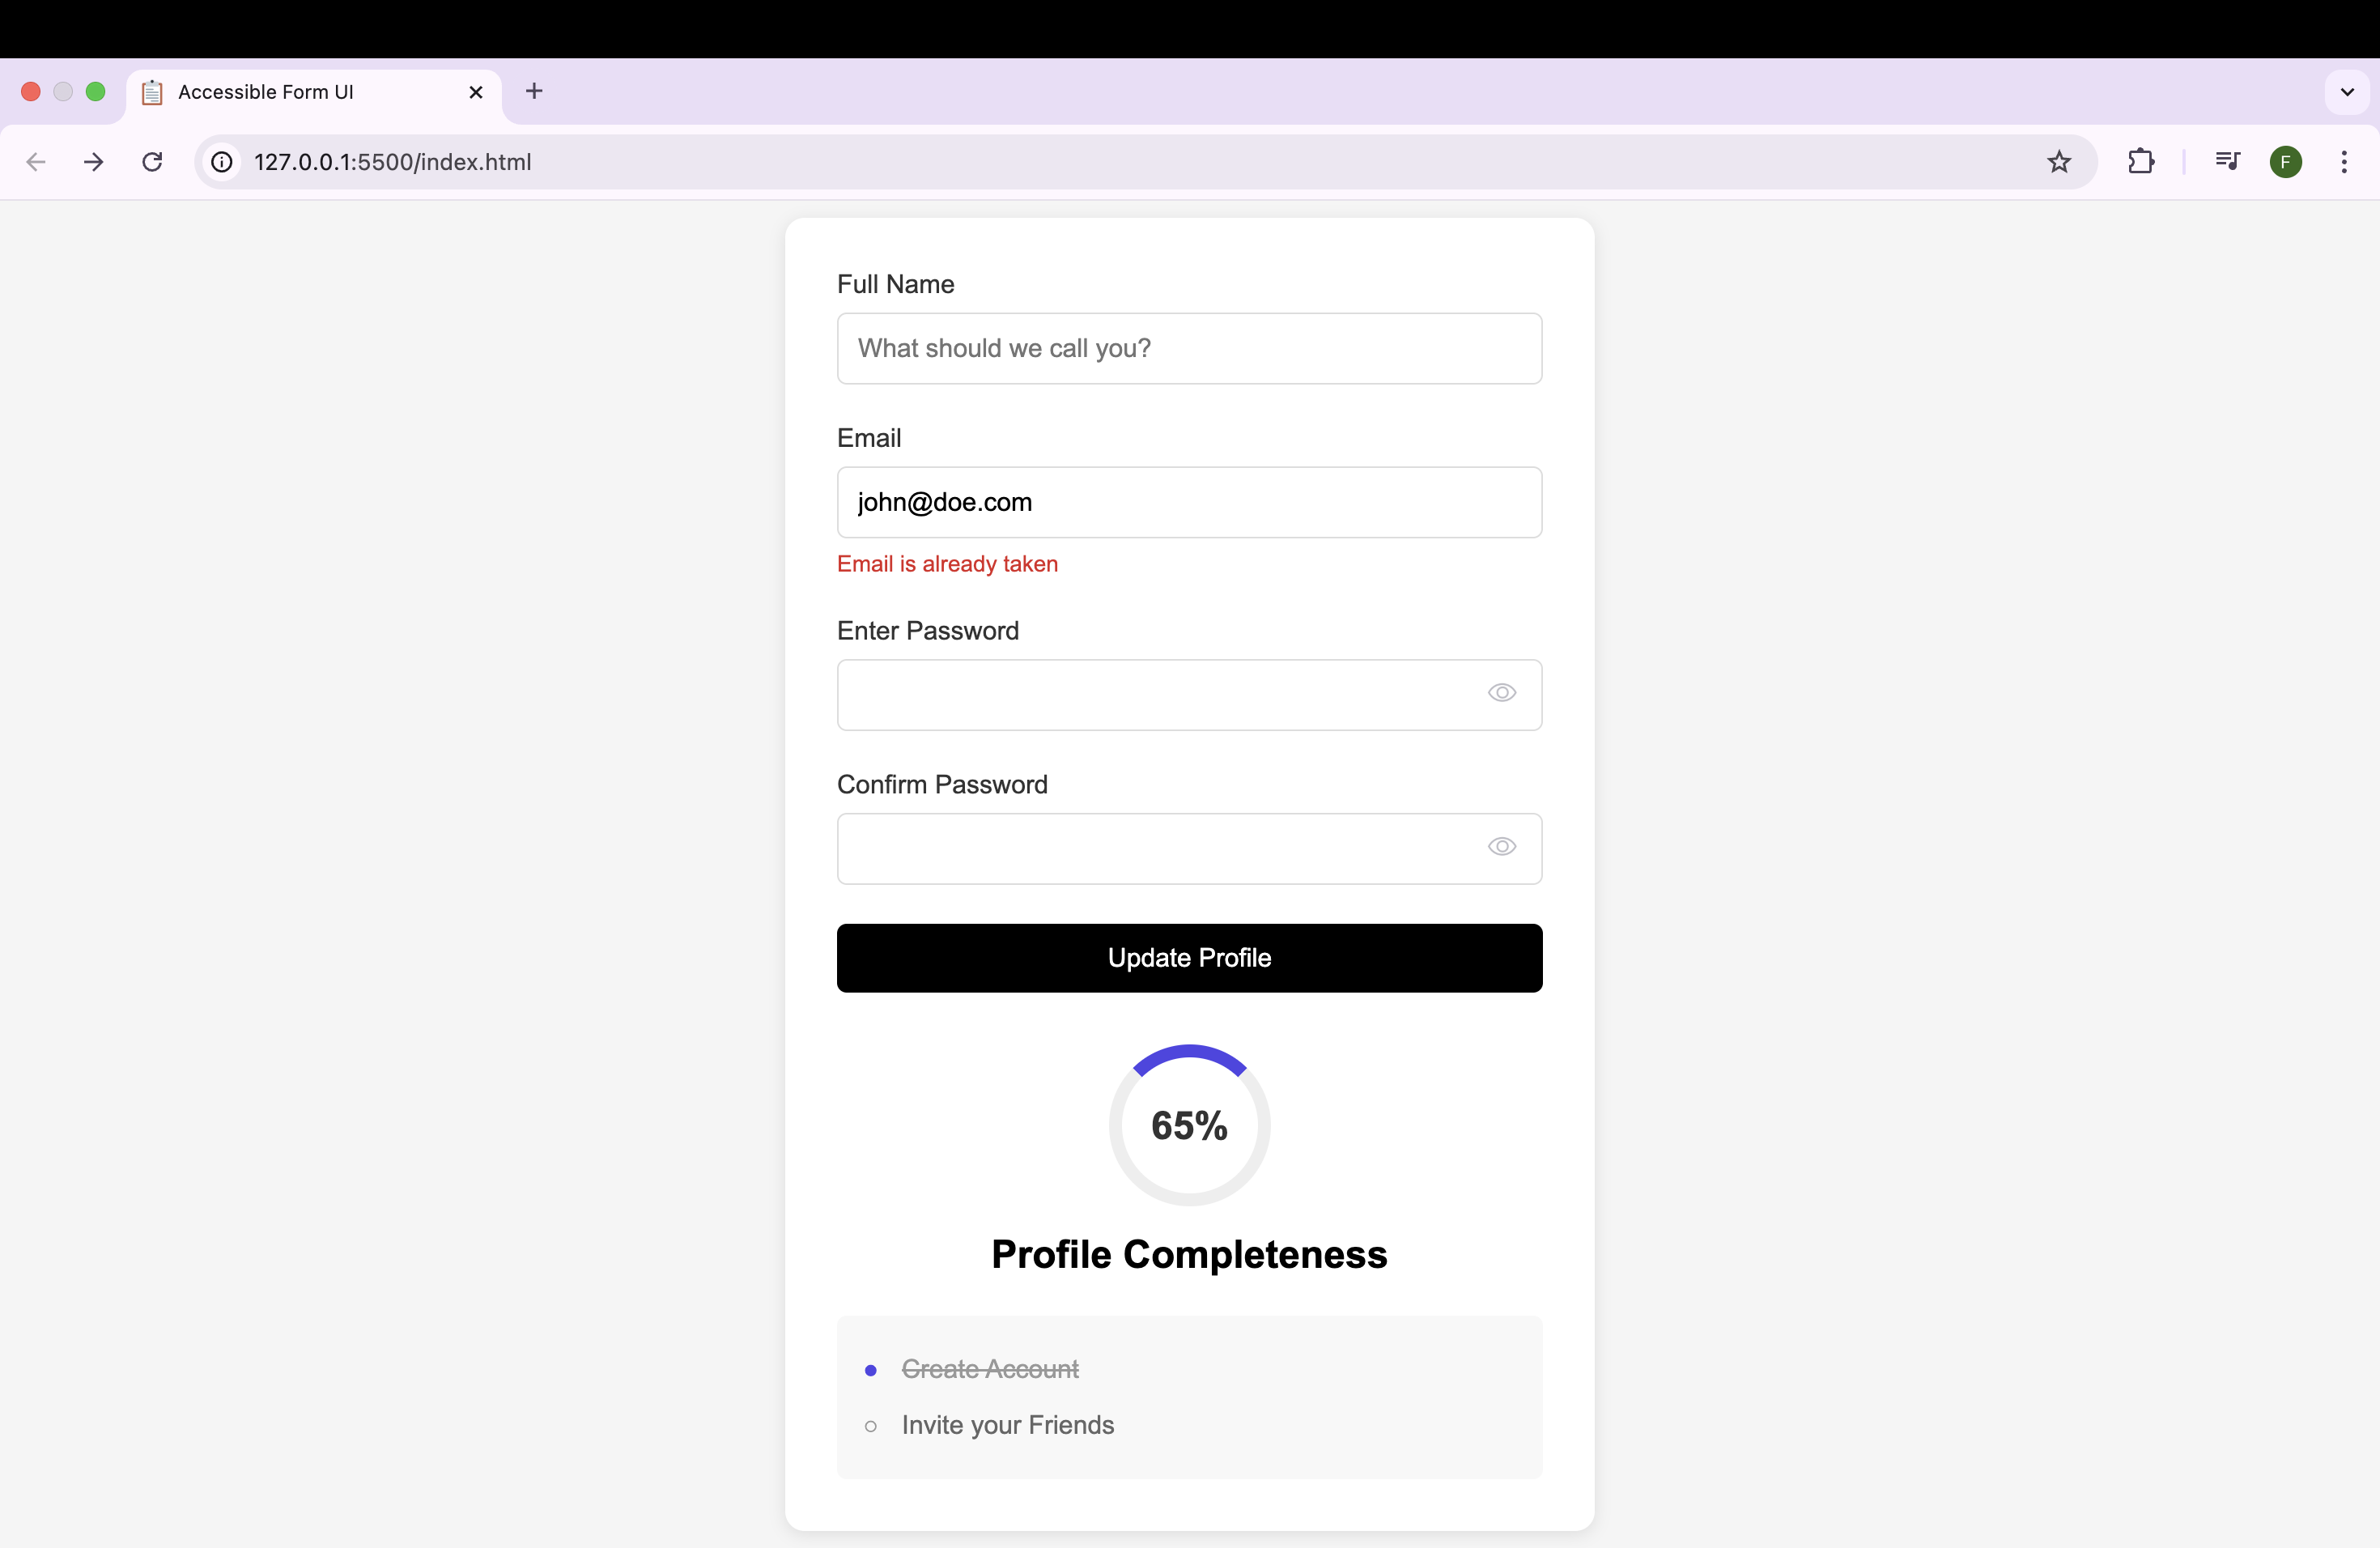 Accessible Form UI
127.0.0.1:5500/index.html
F
Full Name
What should we call you?
Email
john@doe.com
Email is already taken
Enter Password
Confirm Password
Update Profile
65%
Profile Completeness
Create Account
Invite your Friends